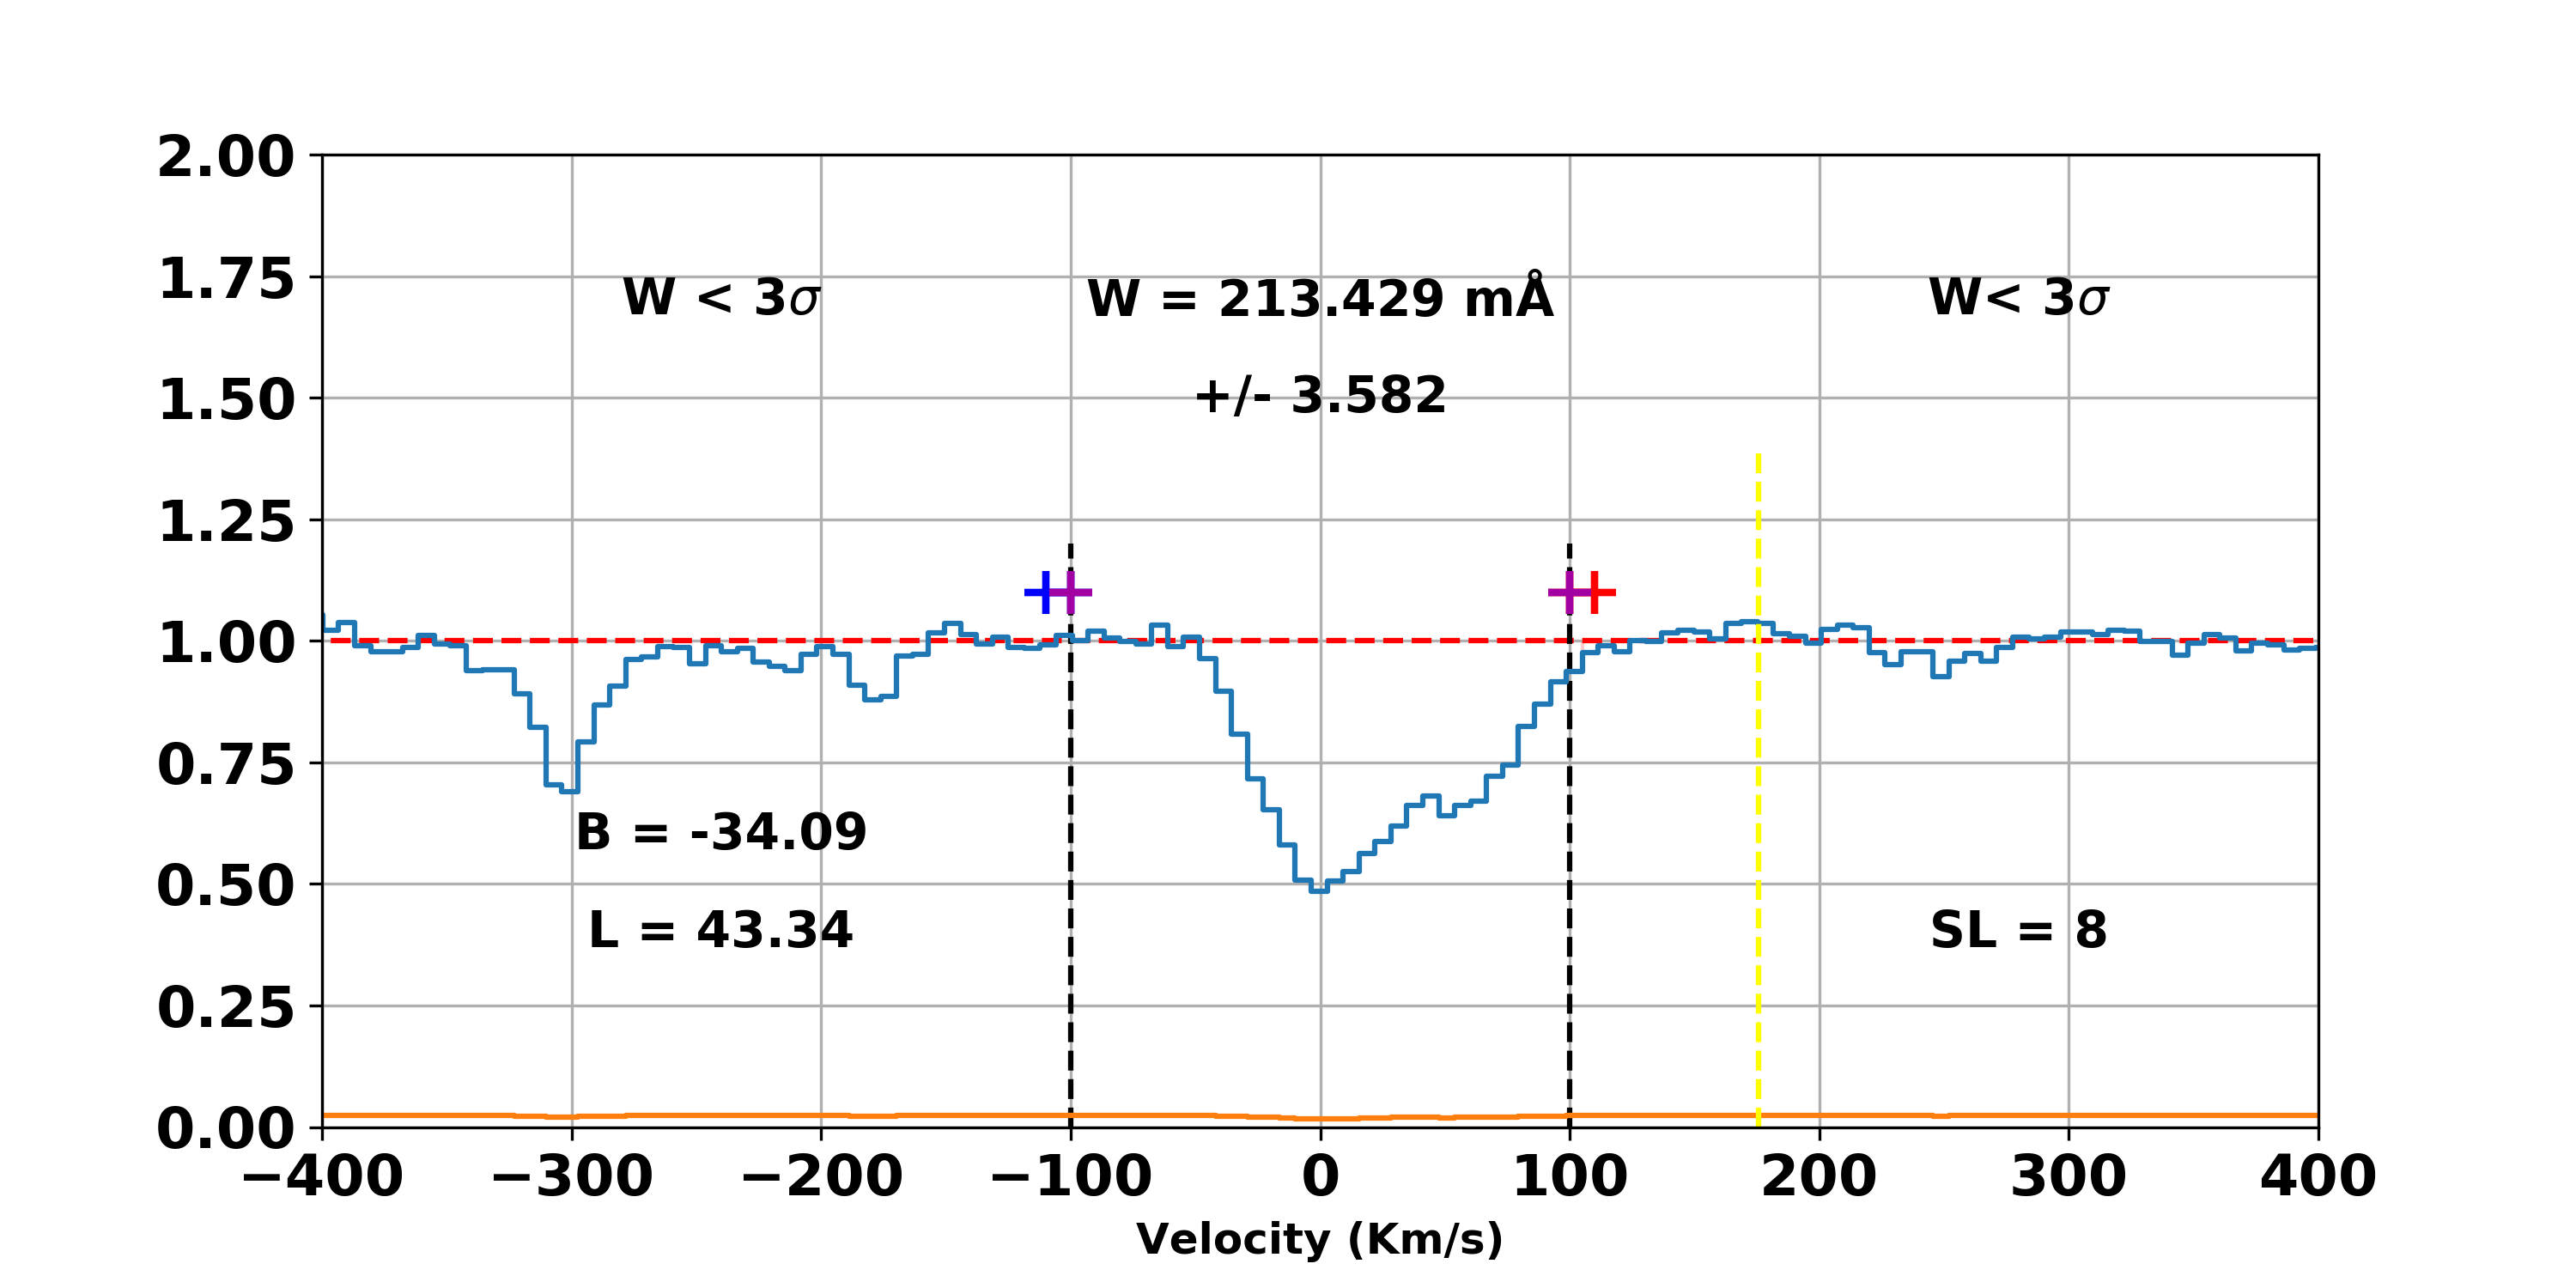 2.00
1.75
W < 3σ
W = 213.429 mÅ
W< 3σ
1.50
+/- 3.582
1.25
1.00
0.75
B = -34.09
0.50
L = 43.34
SL = 8
0.25
0.00
−400 −300 −200 −100 0 100 200 300 400
Velocity (Km/s)